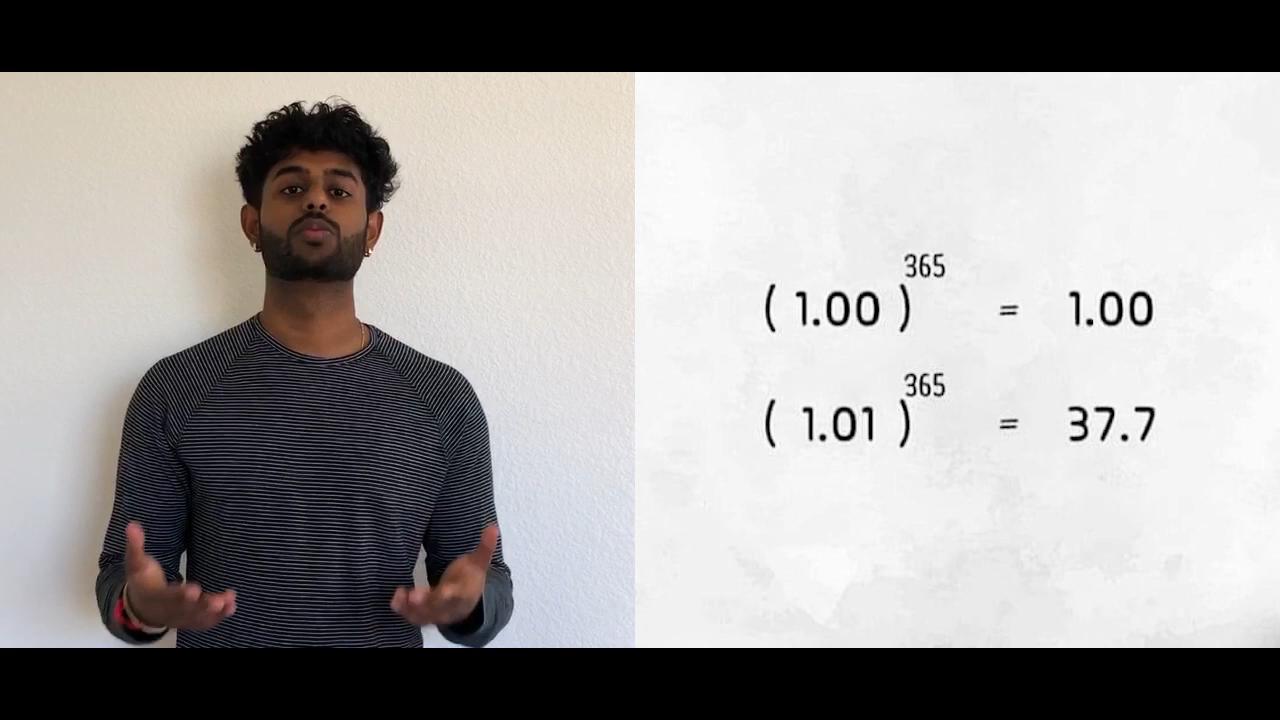 (1.00)^365 = 1.00
(1.01)^365 = 37.7